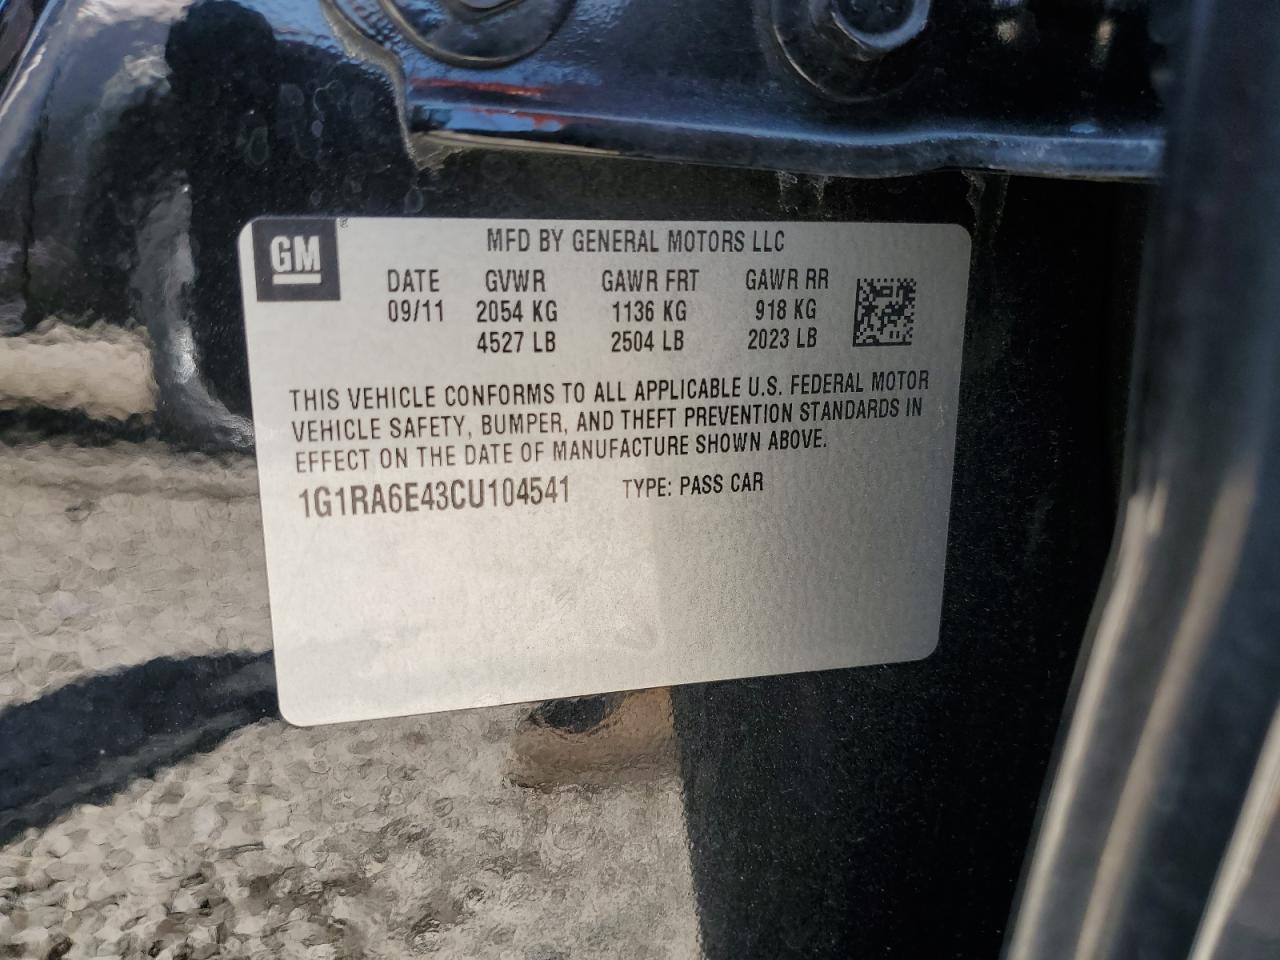 GM
®
MFD BY GENERAL MOTORS LLC
DATE GVWR GAWR FRT GAWR RR
09/11 2054 KG 1136 KG 918 KG
4527 LB 2504 LB 2023 LB
THIS VEHICLE CONFORMS TO ALL APPLICABLE U.S. FEDERAL MOTOR
VEHICLE SAFETY, BUMPER, AND THEFT PREVENTION STANDARDS IN
EFFECT ON THE DATE OF MANUFACTURE SHOWN ABOVE.
1G1RA6E43CU104541 TYPE: PASS CAR